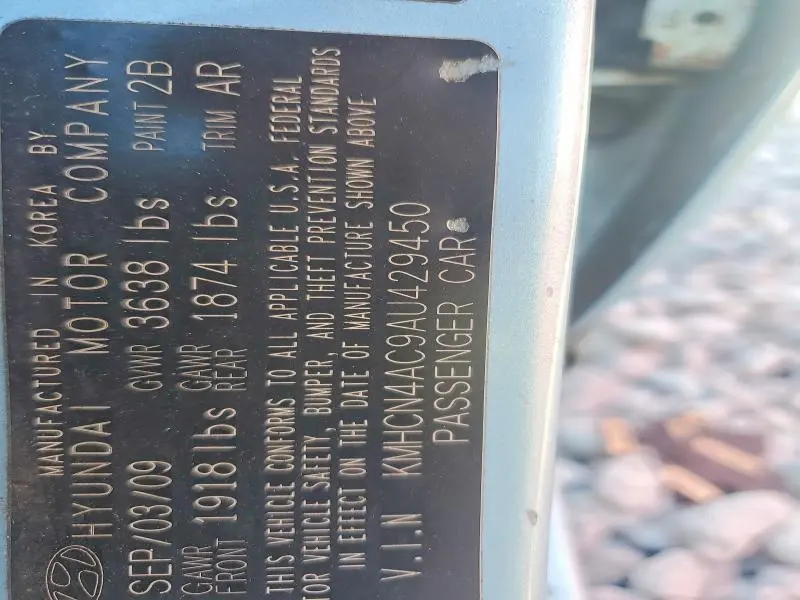 MANUFACTURED IN KOREA BY
HYUNDAI MOTOR COMPANY
SEP/03/09 GVWR 3638 lbs PAINT 2B
GAWR FRONT 1918 lbs GAWR REAR 1874 lbs TRIM AR
THIS VEHICLE CONFORMS TO ALL APPLICABLE U.S.A. FEDERAL
TOR VEHICLE SAFETY, BUMPER, AND THEFT PREVENTION STANDARDS
IN EFFECT ON THE DATE OF MANUFACTURE SHOWN ABOVE
V.I.N KMHCN4AC9AU429450
PASSENGER CAR